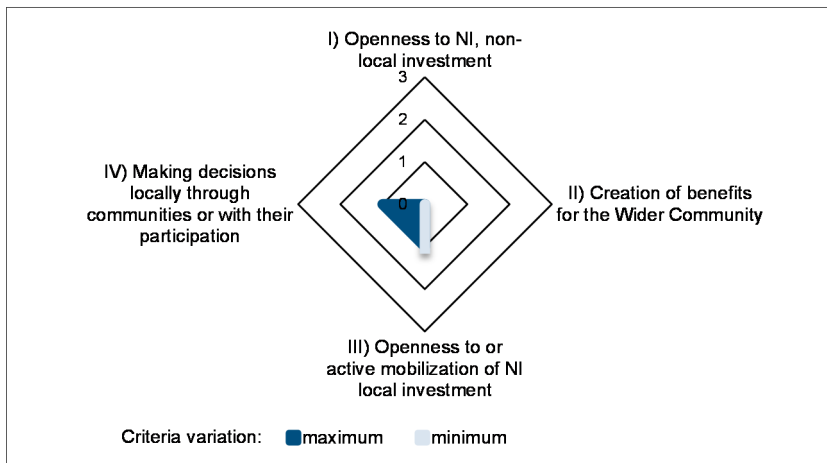 I) Openness to NI, non-
local investment
3
2
1
0
IV) Making decisions
locally through
communities or with their
participation
II) Creation of benefits
for the Wider Community
III) Openness to or
active mobilization of NI
local investment
Criteria variation: maximum minimum